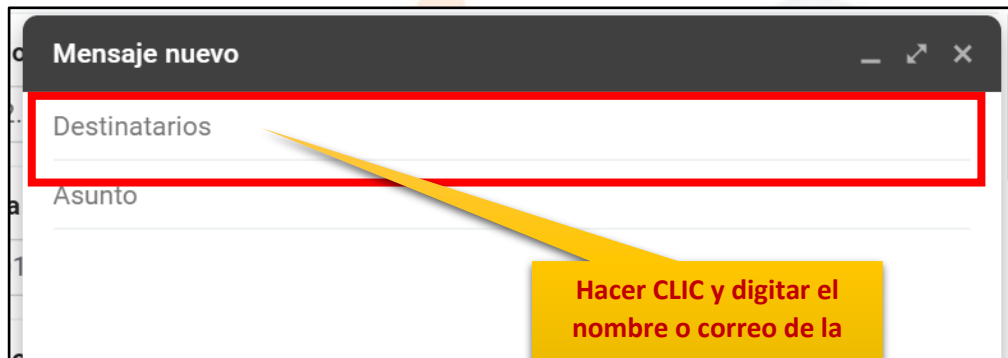 Mensaje nuevo
Destinatarios
Asunto
Hacer CLIC y digitar el
nombre o correo de la